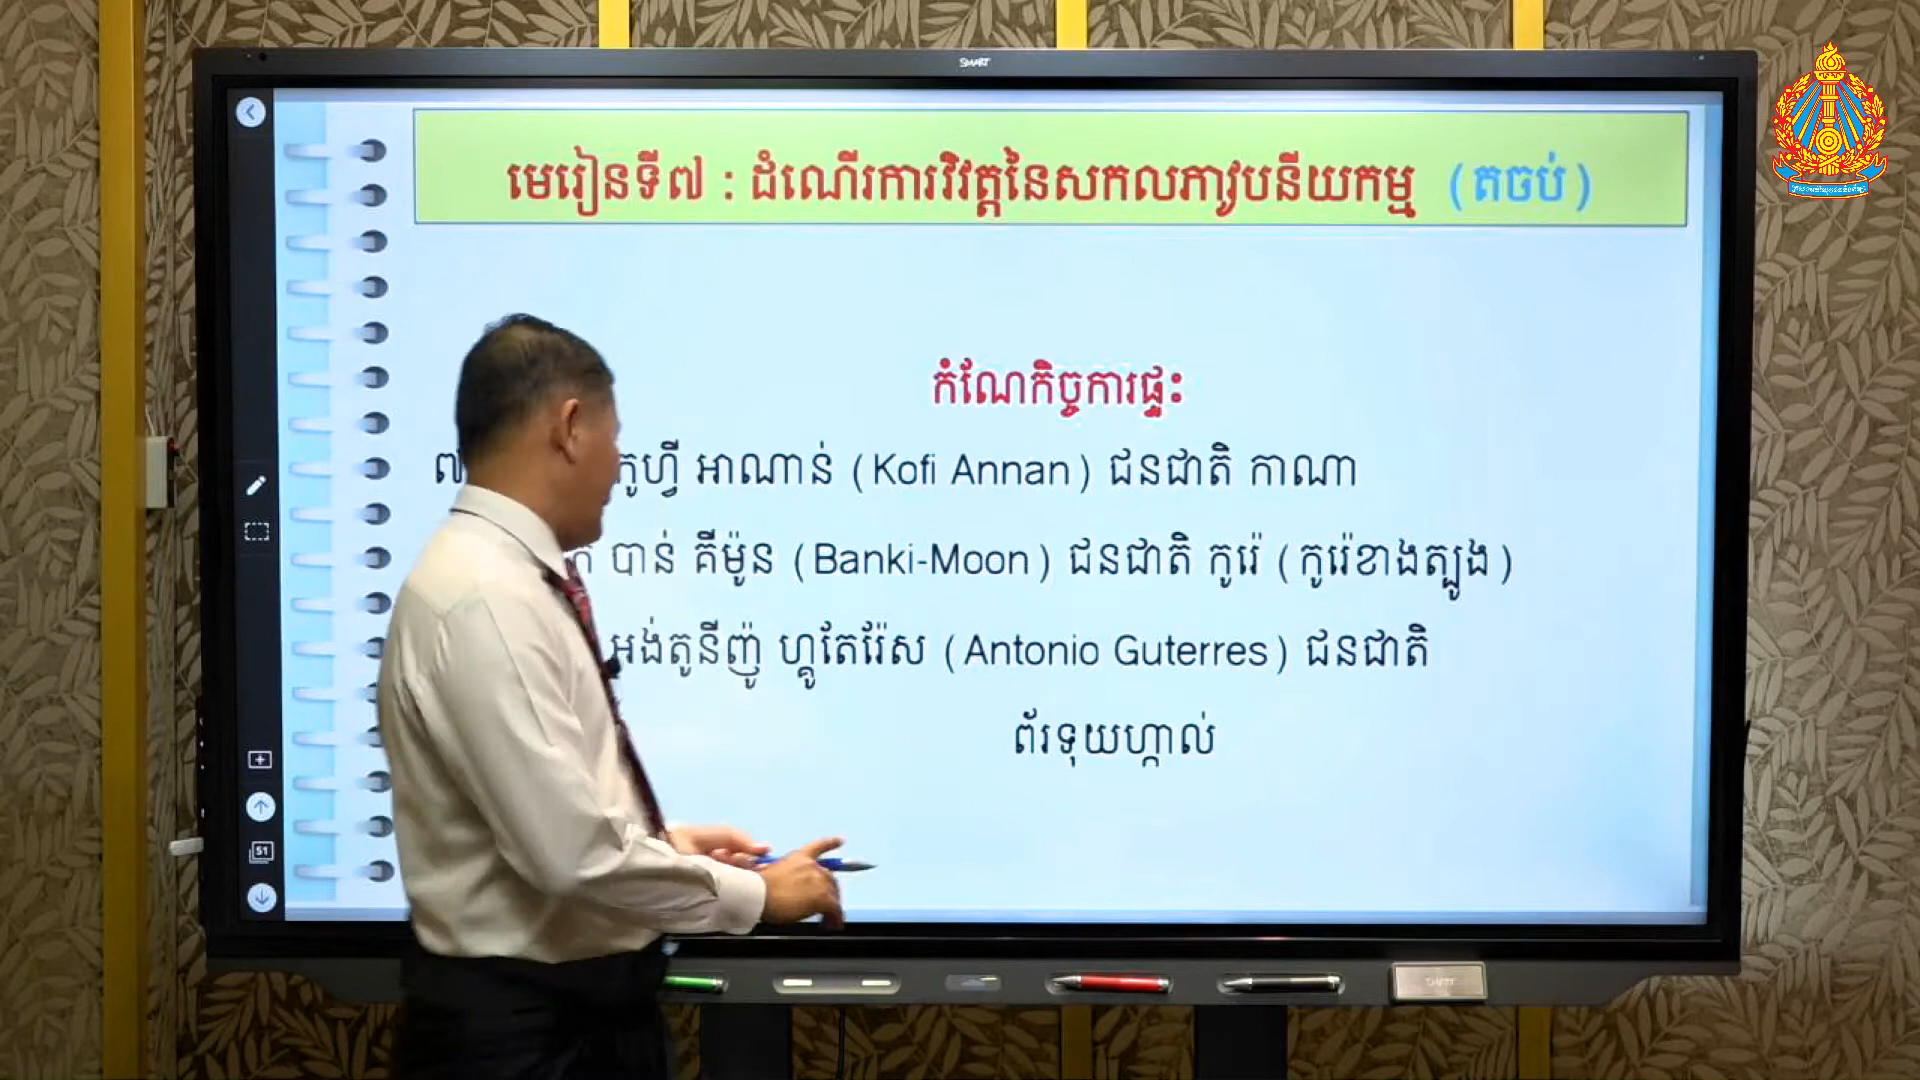 SMART
មេរៀនទី៧ : ដំណើរការវិវត្តនៃសកលភាវូបនីយកម្ម (តចប់)
កំណែកិច្ចការផ្ទះ
៧ កូហ្វី អាណាន់ (Kofi Annan) ជនជាតិ កាណា
បាន់ គីម៉ូន (Banki-Moon) ជនជាតិ កូរ៉េ (កូរ៉េខាងត្បូង)
អង់តូនីញ៉ូ ហ្គូតែរ៉ែស (Antonio Guterres) ជនជាតិ
ព័រទុយហ្កាល់
51
SMART